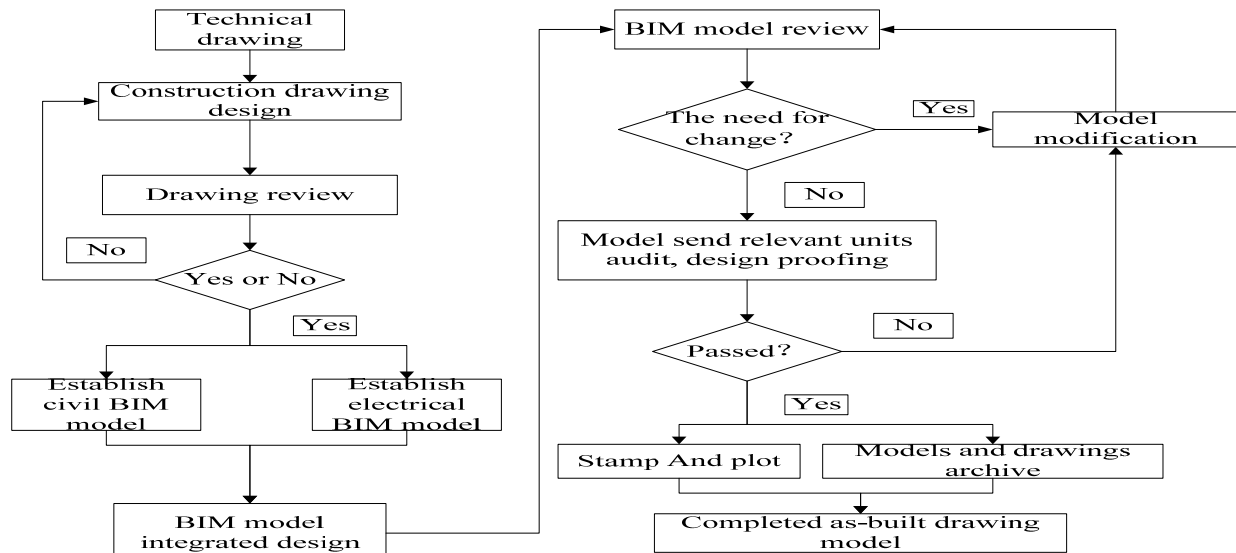 Technical
drawing
Construction drawing
design
Drawing review
No
Yes or No
Yes
Establish
civil BIM
model
Establish
electrical
BIM model
BIM model
integrated design
BIM model review
The need for
change?
Yes
Model
modification
No
Model send relevant units
audit, design proofing
No
Passed?
Yes
Stamp And plot
Models and drawings
archive
Completed as-built drawing
model